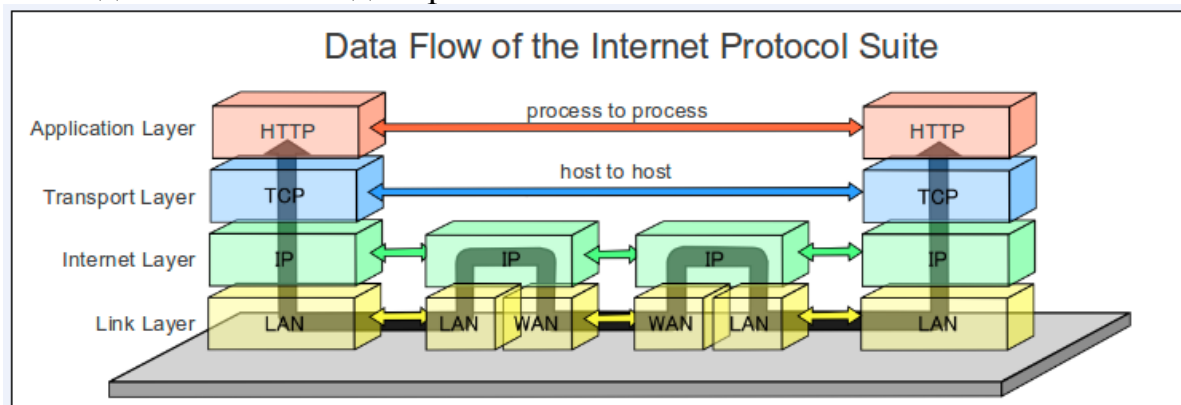 Data Flow of the Internet Protocol Suite
process to process
Application Layer HTTP HTTP
host to host
Transport Layer TCP TCP
Internet Layer IP IP IP IP
Link Layer LAN LAN WAN WAN LAN LAN